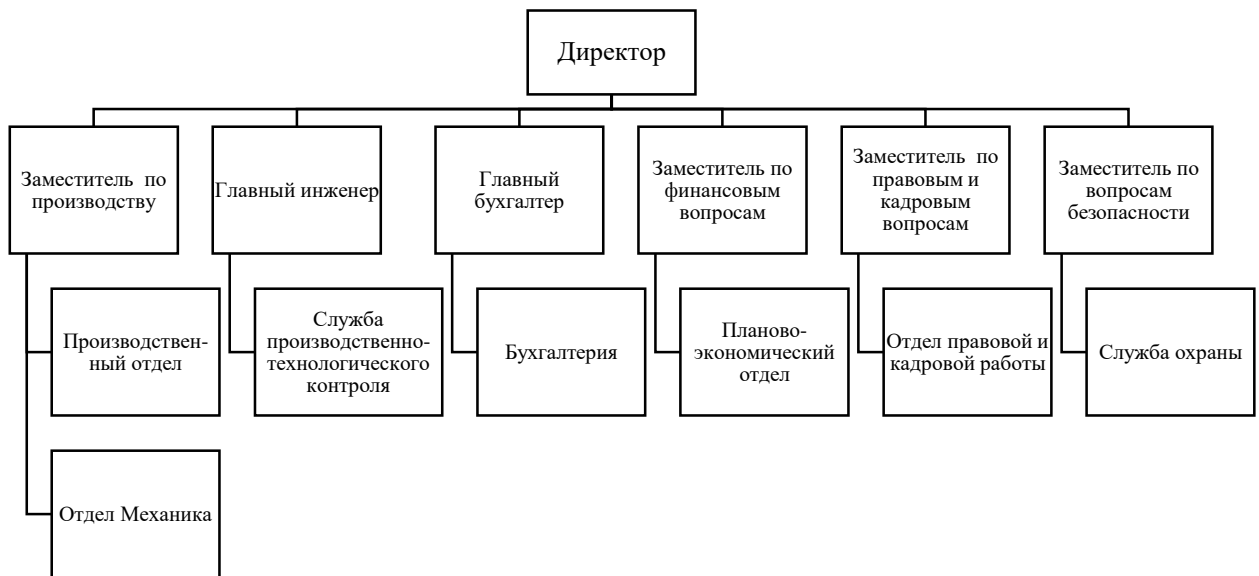 Директор
Заместитель по
производству
Главный инженер
Главный
бухгалтер
Заместитель по
финансовым
вопросам
Заместитель по
правовым и
кадровым
вопросам
Заместитель по
вопросам
безопасности
Производствен-
ный отдел
Служба
производственно-
технологического
контроля
Бухгалтерия
Планово-
экономический
отдел
Отдел правовой и
кадровой работы
Служба охраны
Отдел Механика